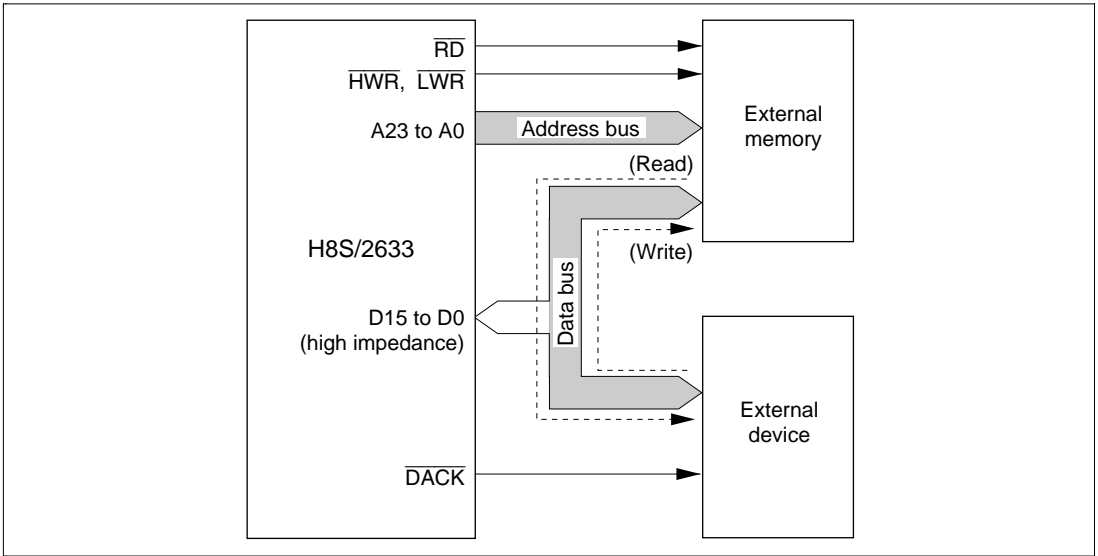 RD
HWR, LWR
A23 to A0
Address bus
External
memory
(Read)
H8S/2633
(Write)
Data bus
D15 to D0
(high impedance)
External
device
DACK